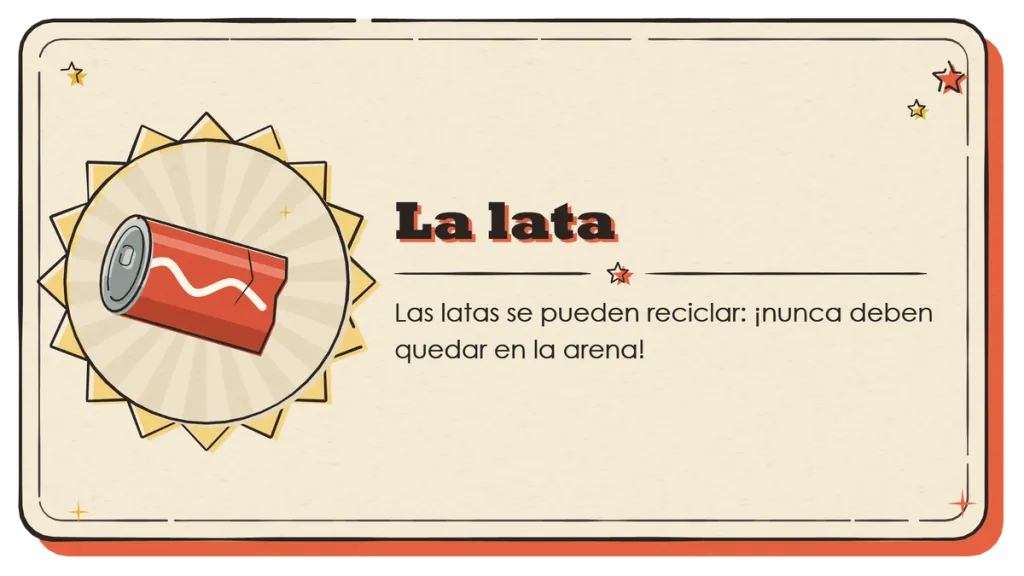 La lata
Las latas se pueden reciclar: ¡nunca deben
quedar en la arena!